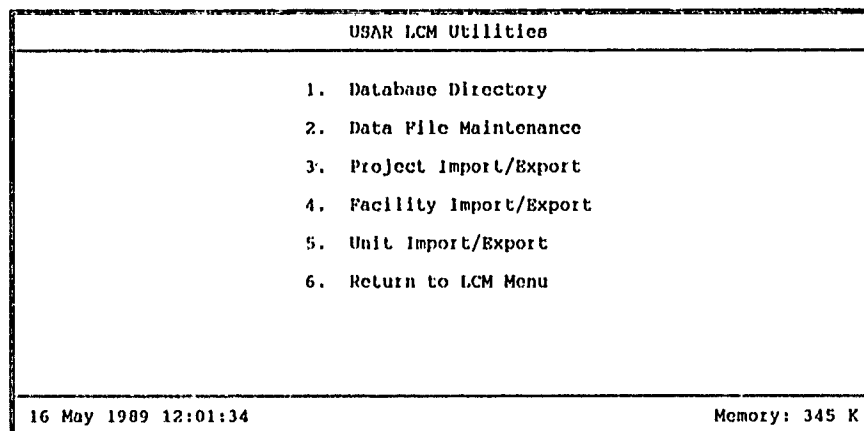 USAR LCM Utilities
1. Database Directory
2. Data File Maintenance
3. Project Import/Export
4. Facility Import/Export
5. Unit Import/Export
6. Return to LCM Menu
16 May 1989 12:01:34 Memory: 345 K